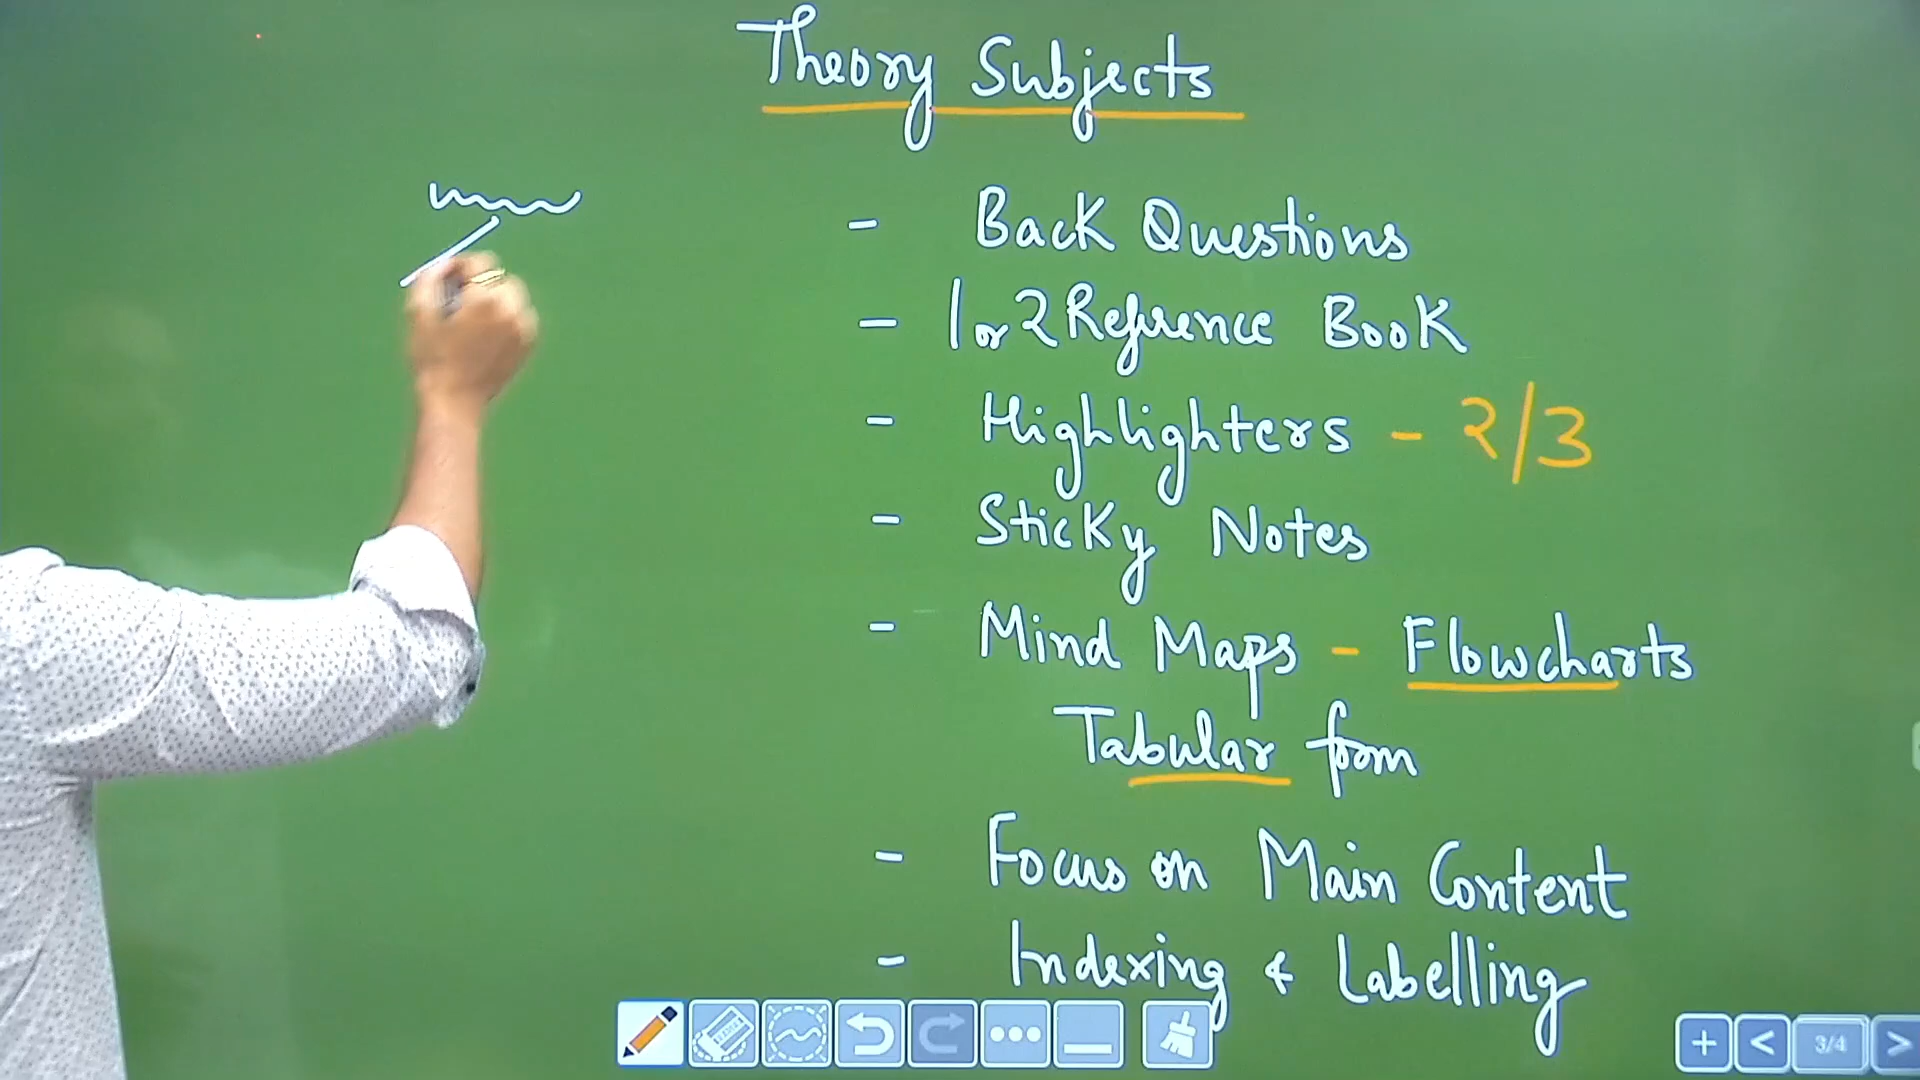 Theory Subjects
- Back Questions
- 1 or 2 Reference Book
- Highlighters - 2/3
- Sticky Notes
- Mind Maps - Flowcharts
Tabular form
- Focus on Main Content
- Indexing & Labelling
3/4